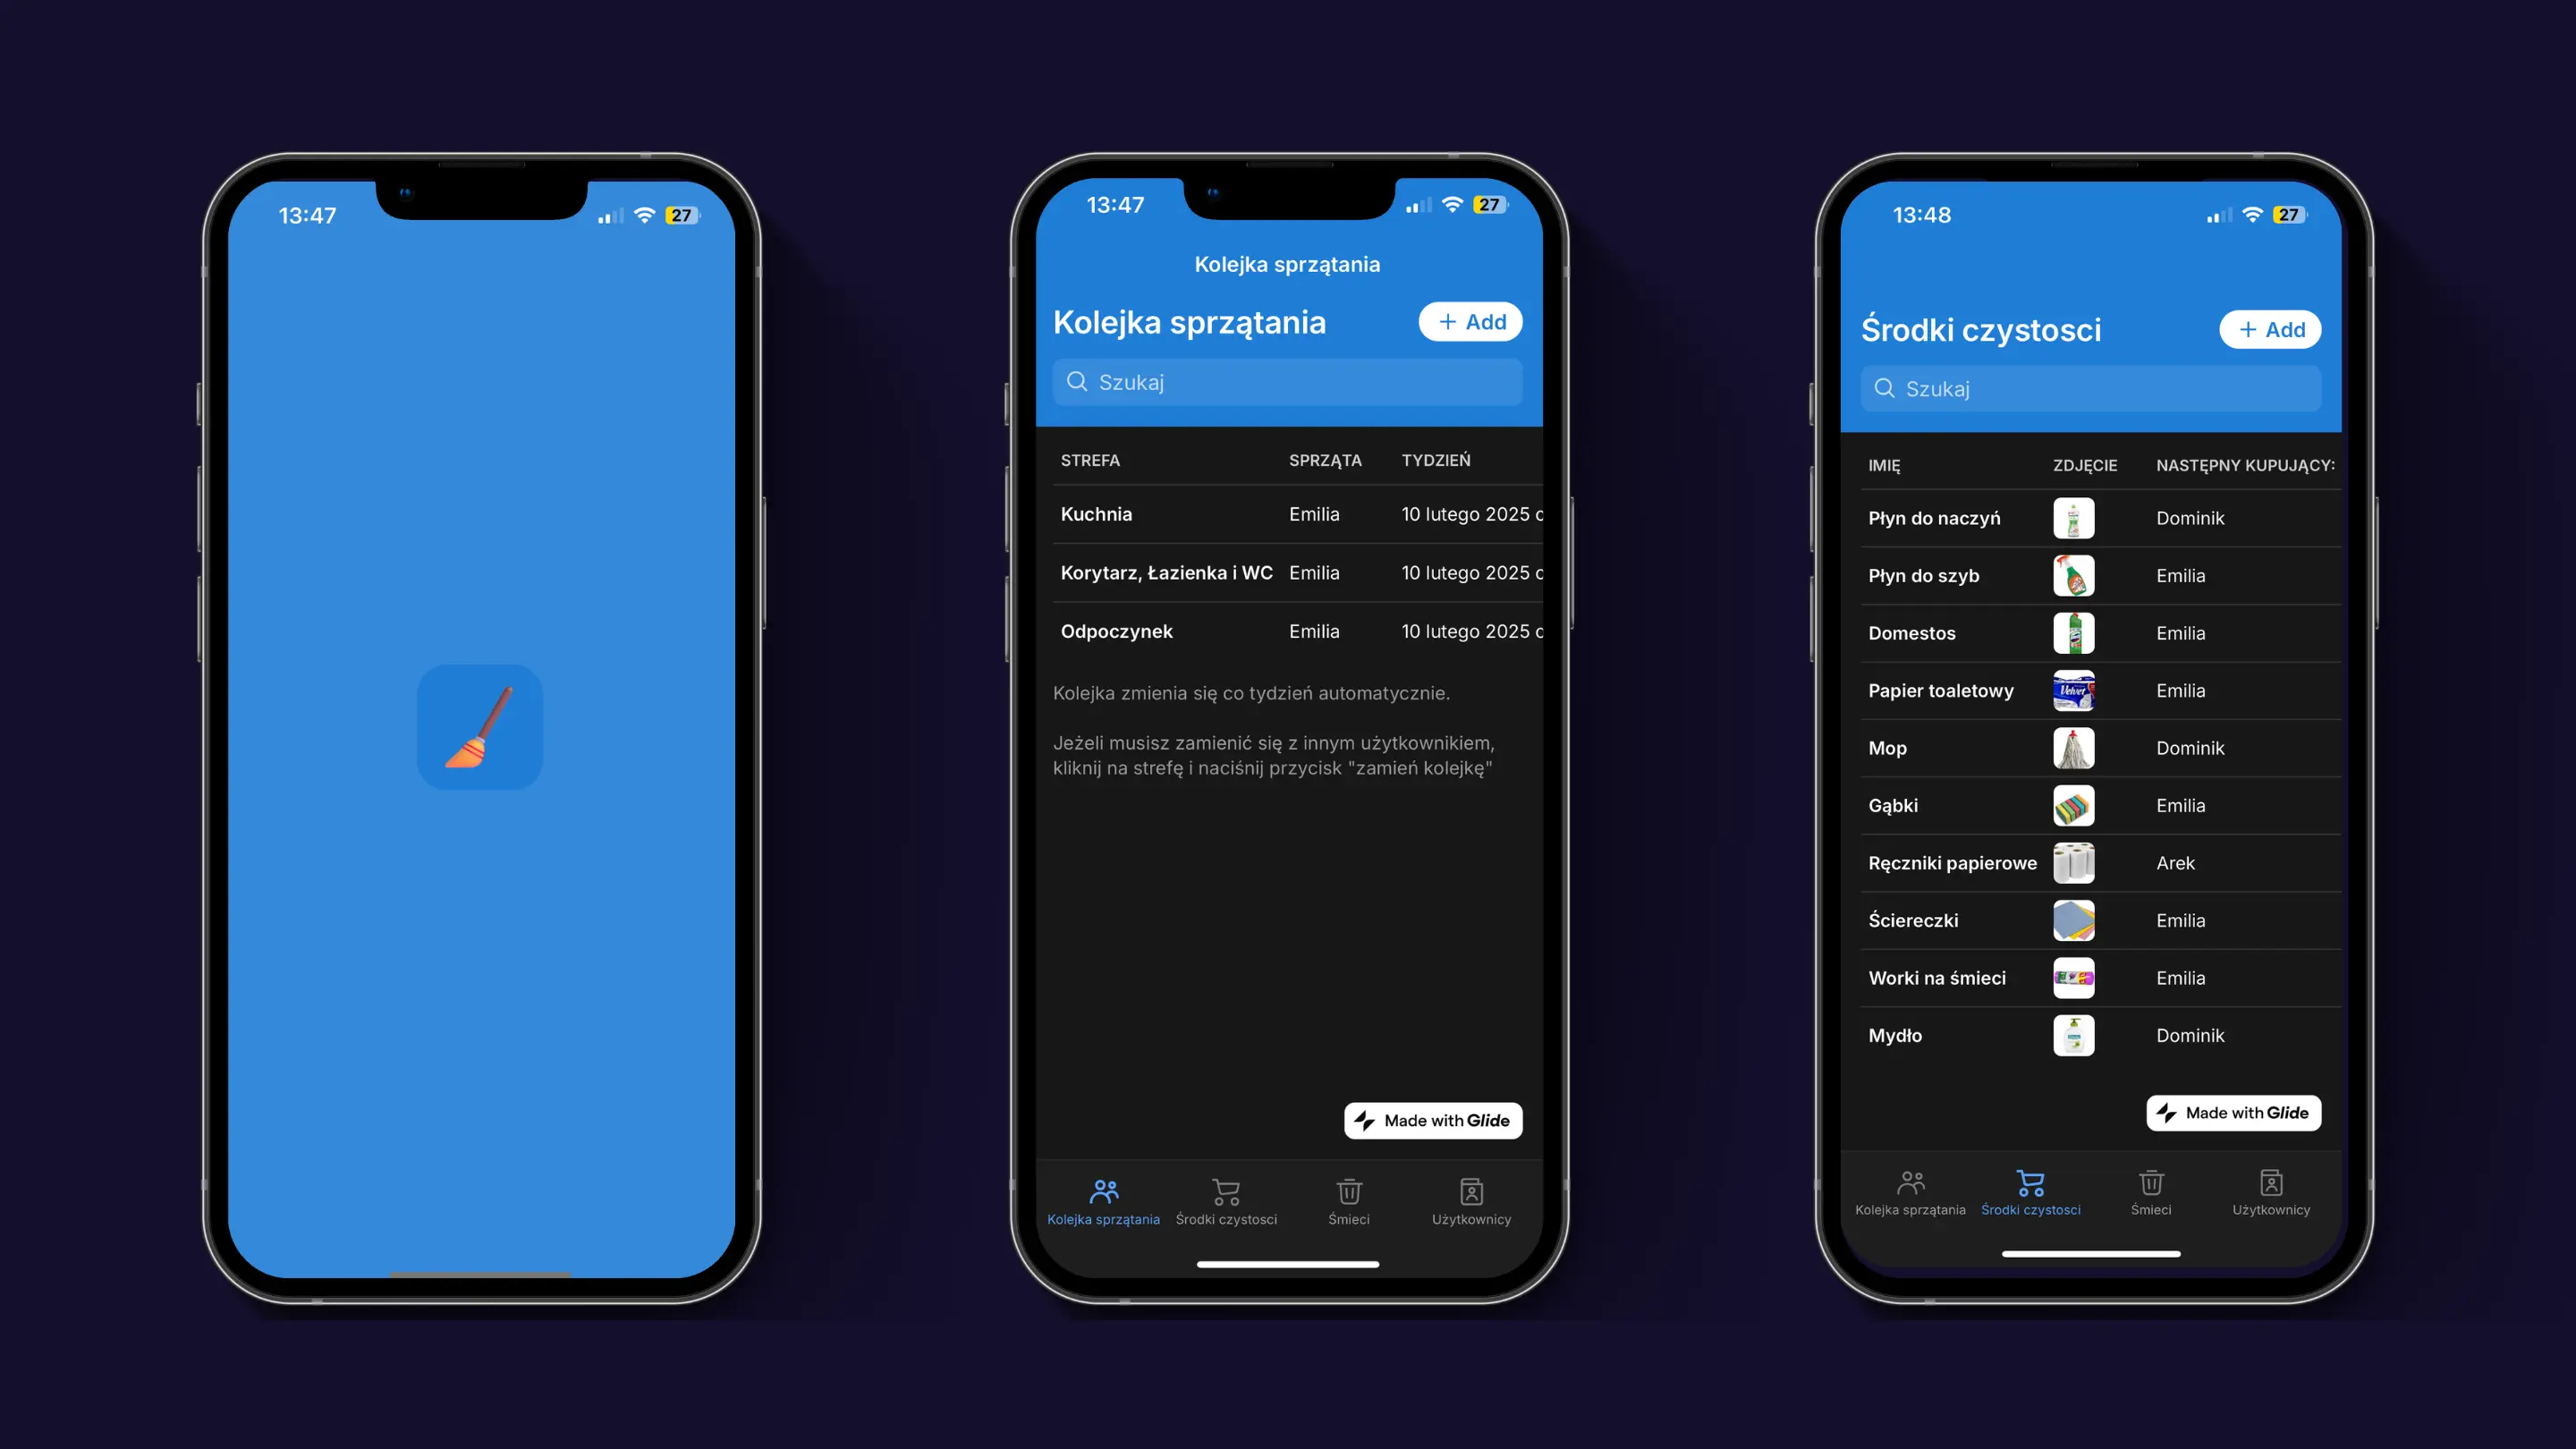 13:47
27
13:47
27
Kolejka sprzątania
Kolejka sprzątania
+ Add
Szukaj
STREFA SPRZĄTA TYDZIEŃ
Kuchnia Emilia 10 lutego 2025 o
Korytarz, Łazienka i WC Emilia 10 lutego 2025 o
Odpoczynek Emilia 10 lutego 2025 o
Kolejka zmienia się co tydzień automatycznie.
Jeżeli musisz zamienić się z innym użytkownikiem,
kliknij na strefę i naciśnij przycisk "zamień kolejkę"
Made with Glide
Kolejka sprzątania Środki czystosci Śmieci Użytkownicy
13:48
27
Środki czystosci
+ Add
Szukaj
IMIĘ ZDJĘCIE NASTĘPNY KUPUJĄCY:
Płyn do naczyń Dominik
Płyn do szyb Emilia
Domestos Emilia
Papier toaletowy Velvet Emilia
Mop Dominik
Gąbki Emilia
Ręczniki papierowe Arek
Ściereczki Emilia
Worki na śmieci Emilia
Mydło Dominik
Made with Glide
Kolejka sprzątania Środki czystosci Śmieci Użytkownicy